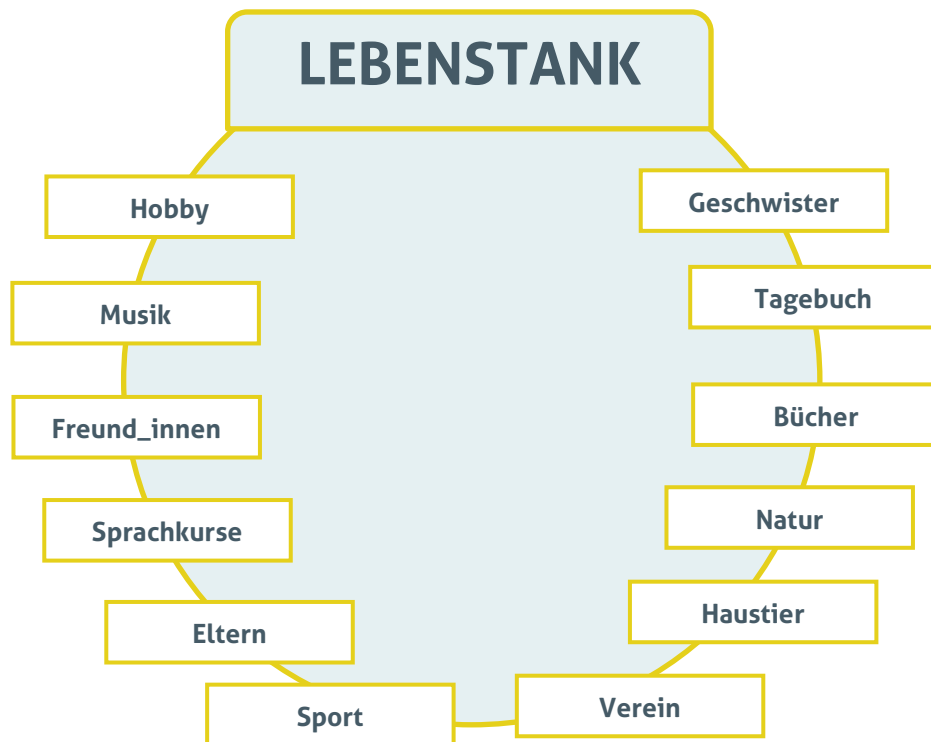 LEBENSTANK
Hobby
Geschwister
Musik
Tagebuch
Freund_innen
Bücher
Sprachkurse
Natur
Eltern
Haustier
Sport
Verein